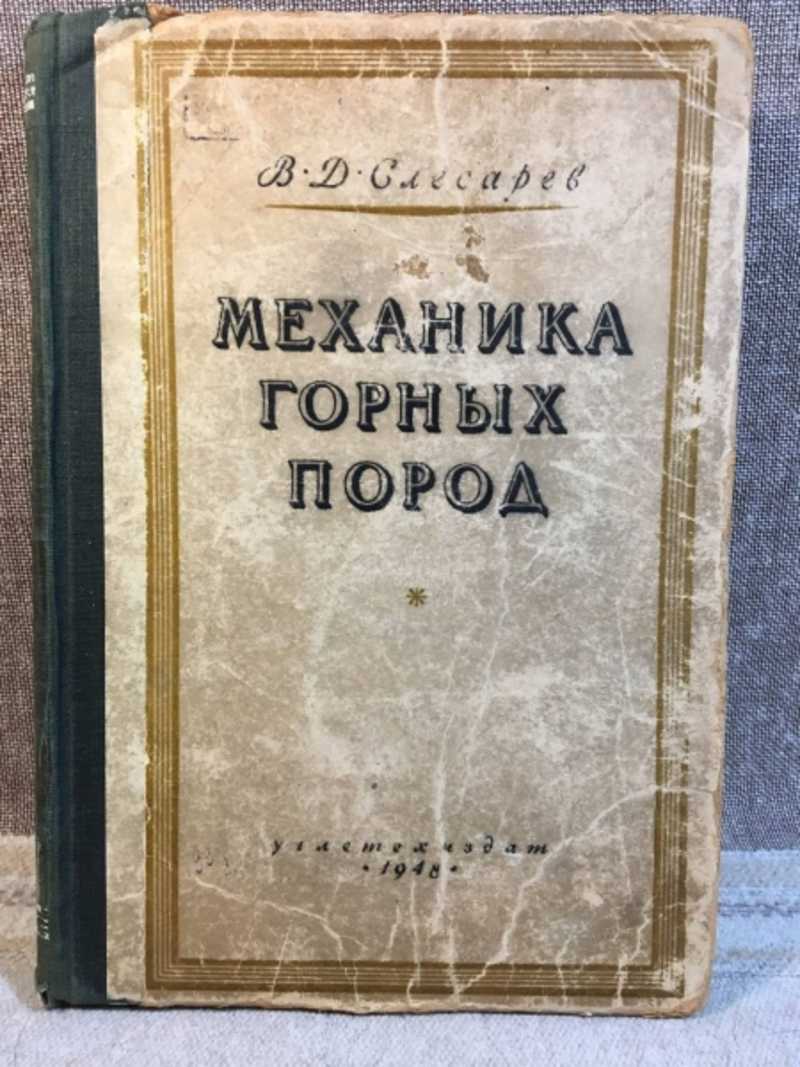 В·Д·Слесарев
МЕХАНИКА
ГОРНЫХ
ПОРОД
*
углетехиздат
·1948·